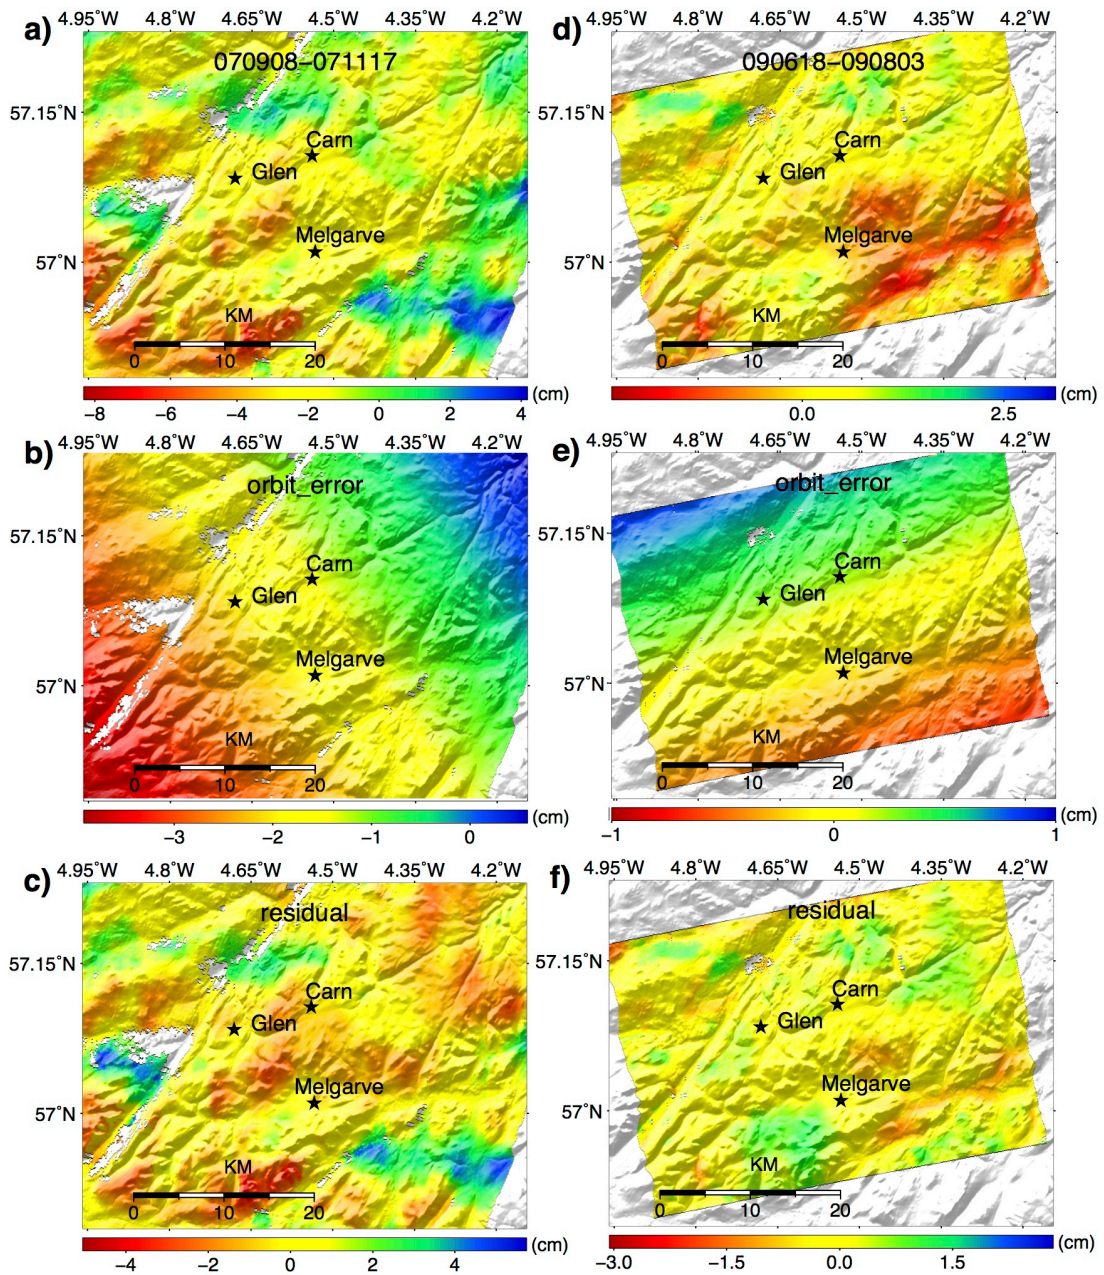 a)
4.95°W 4.8°W 4.65°W 4.5°W 4.35°W 4.2°W
070908−071117
57.15°N
Carn
Glen
Melgarve
57°N
KM
0 10 20
−8 −6 −4 −2 0 2 4 (cm)
d)
4.95°W 4.8°W 4.65°W 4.5°W 4.35°W 4.2°W
090618−090803
57.15°N
Carn
Glen
Melgarve
57°N
KM
0 10 20
0.0 2.5 (cm)
b)
4.95°W 4.8°W 4.65°W 4.5°W 4.35°W 4.2°W
orbit_error
57.15°N
Carn
Glen
Melgarve
57°N
KM
0 10 20
−3 −2 −1 0 (cm)
e)
4.95°W 4.8°W 4.65°W 4.5°W 4.35°W 4.2°W
orbit_error
57.15°N
Carn
Glen
Melgarve
57°N
KM
0 10 20
−1 0 1 (cm)
c)
4.95°W 4.8°W 4.65°W 4.5°W 4.35°W 4.2°W
residual
57.15°N
Carn
Glen
Melgarve
57°N
KM
0 10 20
−4 −2 0 2 4 (cm)
f)
4.95°W 4.8°W 4.65°W 4.5°W 4.35°W 4.2°W
residual
57.15°N
Carn
Glen
Melgarve
57°N
KM
0 10 20
−3.0 −1.5 0.0 1.5 (cm)